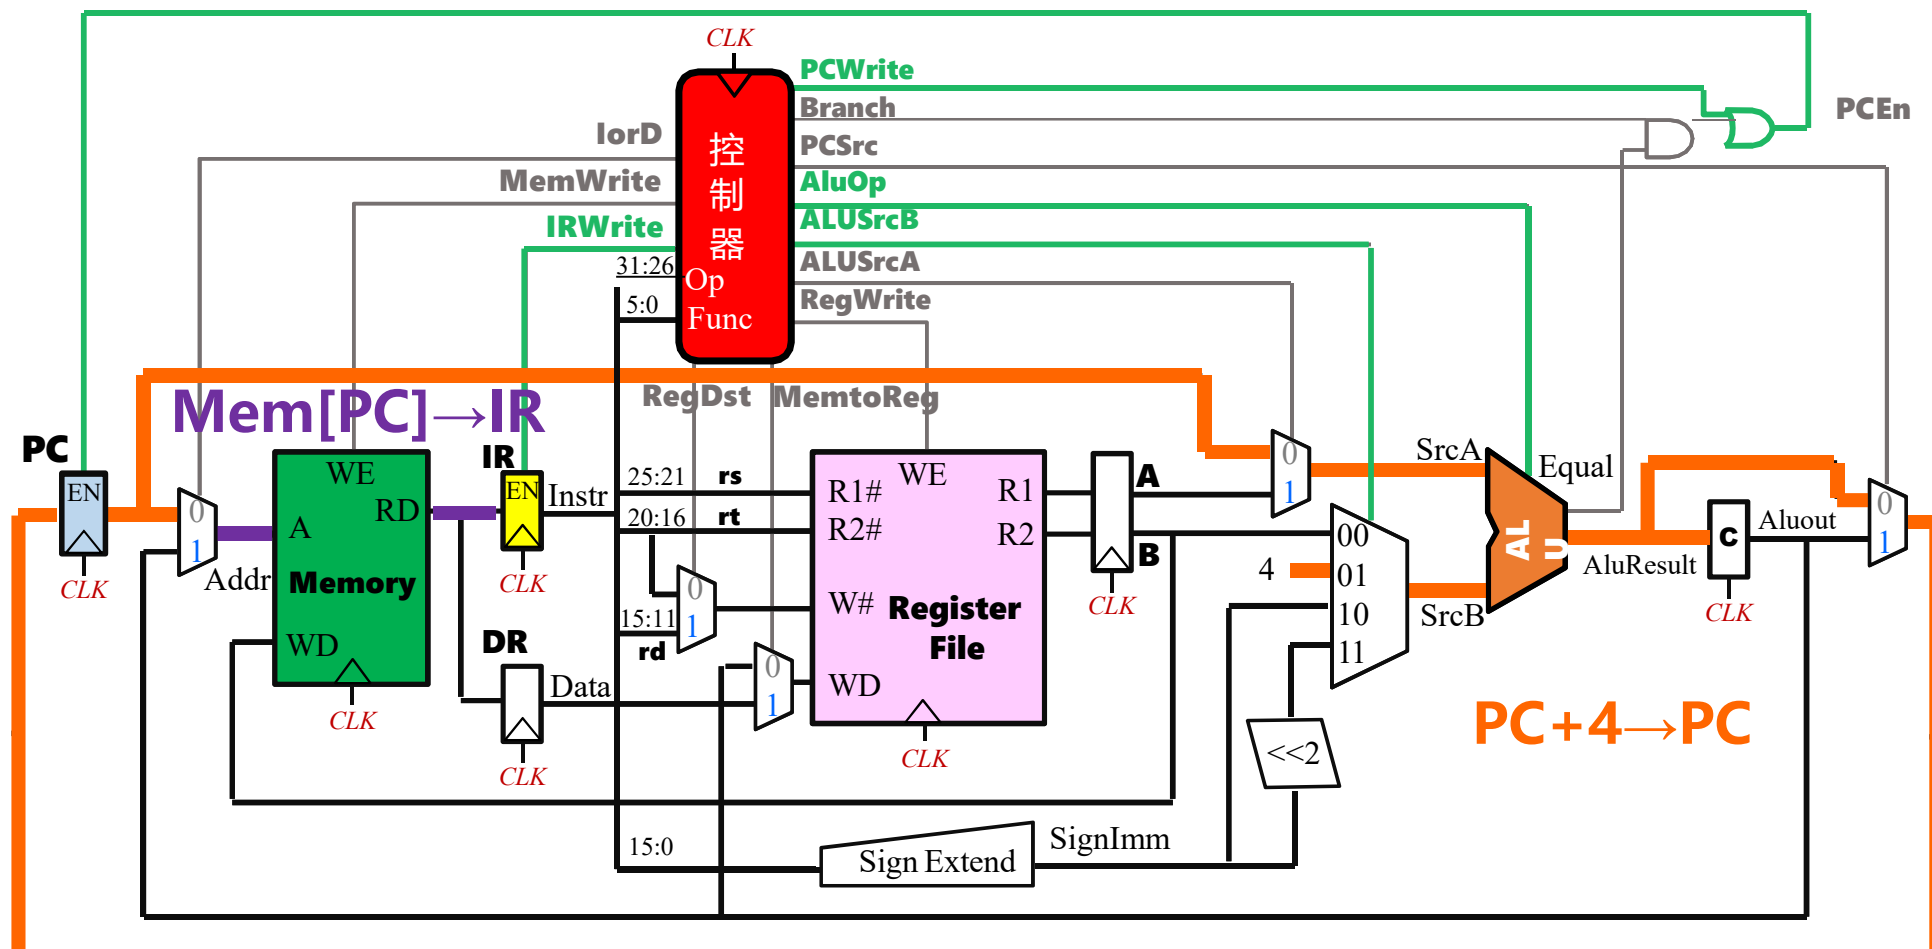 CLK
PCWrite
Branch
PCEn
IorD
控
制
器
PCSrc
MemWrite
AluOp
IRWrite
ALUSrcB
31:26
Op
ALUSrcA
5:0
Func
RegWrite
Mem[PC]→IR
RegDst
MemtoReg
PC
IR
EN
WE
RD
EN
Instr
25:21
rs
R1#
WE
R1
A
0
1
SrcA
Equal
0
1
A
20:16
rt
R2#
R2
B
00
ALU
C
Aluout
0
1
CLK
Addr
Memory
CLK
0
1
W#
Register
File
CLK
4
01
10
11
SrcB
AluResult
CLK
15:11
rd
WD
DR
Data
0
1
WD
CLK
CLK
CLK
<<2
PC+4→PC
15:0
Sign Extend
SignImm